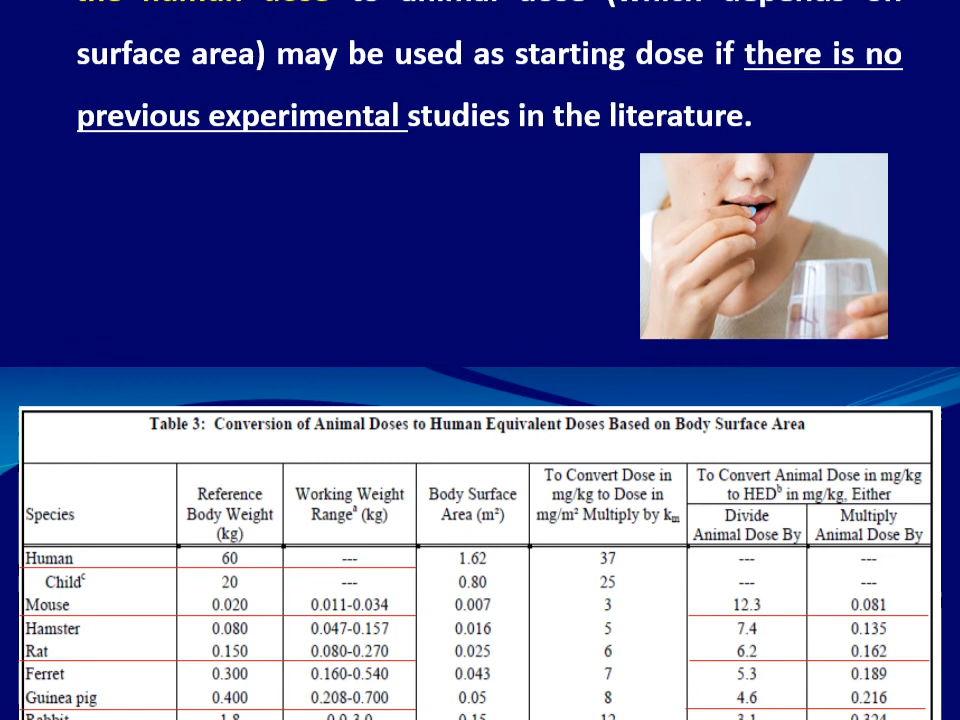 the human dose to animal dose (which depends on
surface area) may be used as starting dose if there is no
previous experimental studies in the literature.
Table 3: Conversion of Animal Doses to Human Equivalent Doses Based on Body Surface Area
Species Reference Body Weight (kg) Working Weight Rangeᵃ (kg) Body Surface Area (m²) To Convert Dose in mg/kg to Dose in mg/m² Multiply by kₘ To Convert Animal Dose in mg/kg to HEDᵇ in mg/kg, Either
Divide Animal Dose By Multiply Animal Dose By
Human 60 --- 1.62 37 --- ---
Childᶜ 20 --- 0.80 25 --- ---
Mouse 0.020 0.011-0.034 0.007 3 12.3 0.081
Hamster 0.080 0.047-0.157 0.016 5 7.4 0.135
Rat 0.150 0.080-0.270 0.025 6 6.2 0.162
Ferret 0.300 0.160-0.540 0.043 7 5.3 0.189
Guinea pig 0.400 0.208-0.700 0.05 8 4.6 0.216
Rabbit 1.8 0.9-3.0 0.15 12 3.1 0.324